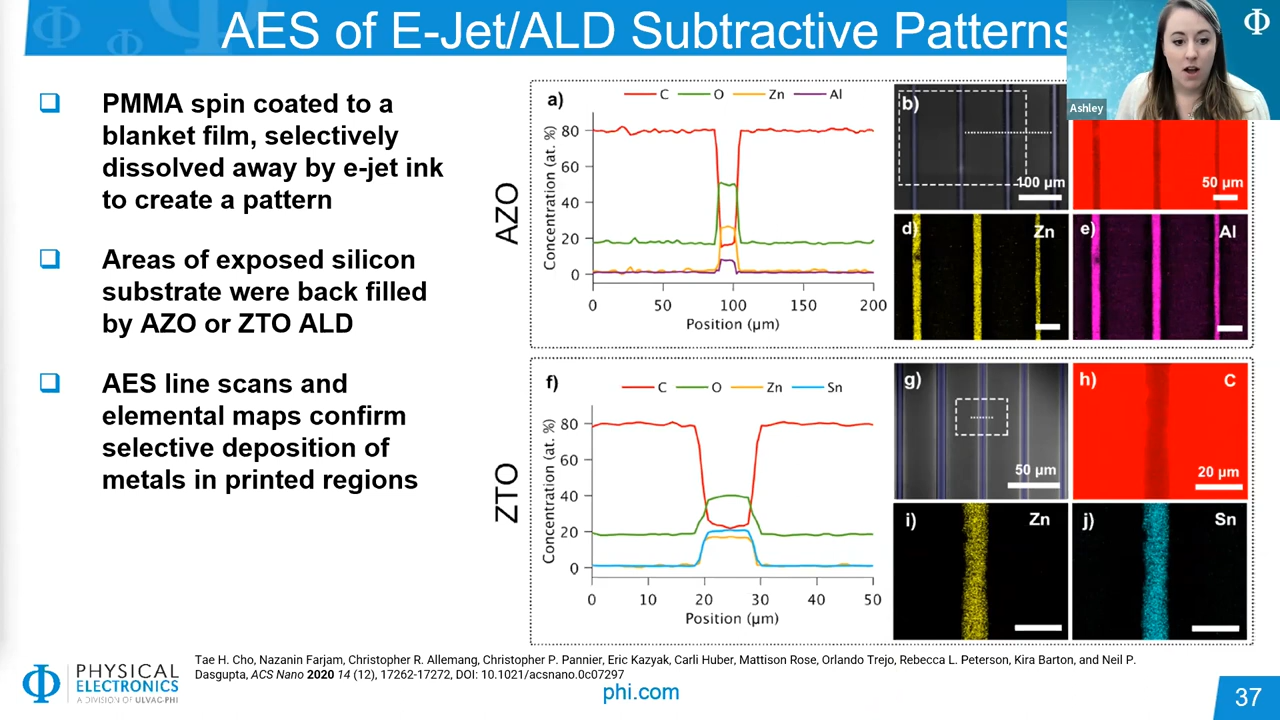 AES of E-Jet/ALD Subtractive Patterns
Ashley
PMMA spin coated to a
blanket film, selectively
dissolved away by e-jet ink
to create a pattern
Areas of exposed silicon
substrate were back filled
by AZO or ZTO ALD
AES line scans and
elemental maps confirm
selective deposition of
metals in printed regions
AZO
a)
C O Zn Al
Concentration (at. %)
80
60
40
20
0
0 50 100 150 200
Position (µm)
b)
100 µm
50 µm
d) Zn
e) Al
ZTO
f)
C O Zn Sn
Concentration (at. %)
80
60
40
20
0
0 10 20 30 40 50
Position (µm)
g)
50 µm
h) C
20 µm
i) Zn
j) Sn
Tae H. Cho, Nazanin Farjam, Christopher R. Allemang, Christopher P. Pannier, Eric Kazyak, Carli Huber, Mattison Rose, Orlando Trejo, Rebecca L. Peterson, Kira Barton, and Neil P.
Dasgupta, ACS Nano 2020 14 (12), 17262-17272, DOI: 10.1021/acsnano.0c07297
PHYSICAL
ELECTRONICS
A DIVISION OF ULVAC-PHI
phi.com
37